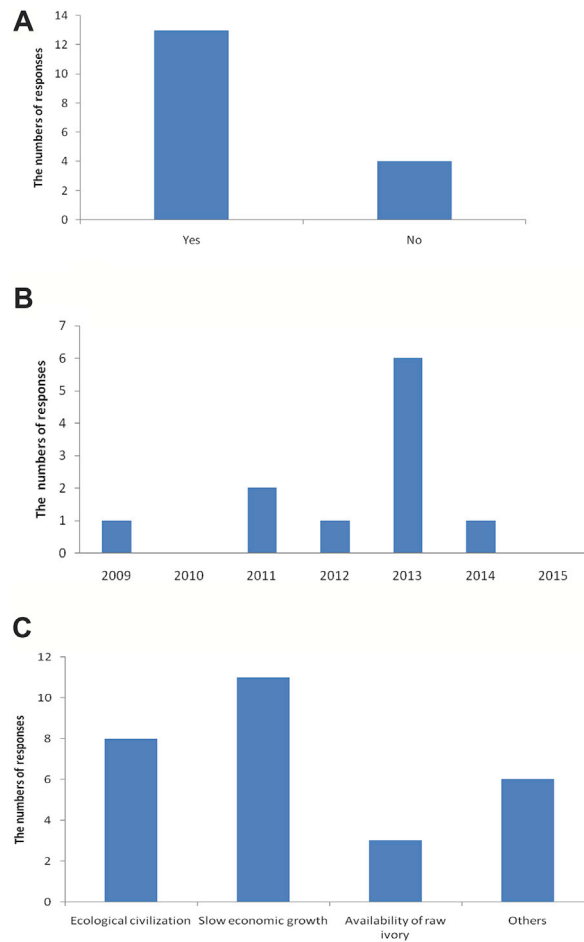 A
The numbers of responses
14
12
10
8
6
4
2
0
Yes No
B
The numbers of responses
7
6
5
4
3
2
1
0
2009 2010 2011 2012 2013 2014 2015
C
The numbers of responses
12
10
8
6
4
2
0
Ecological civilization Slow economic growth Availability of raw Others
ivory